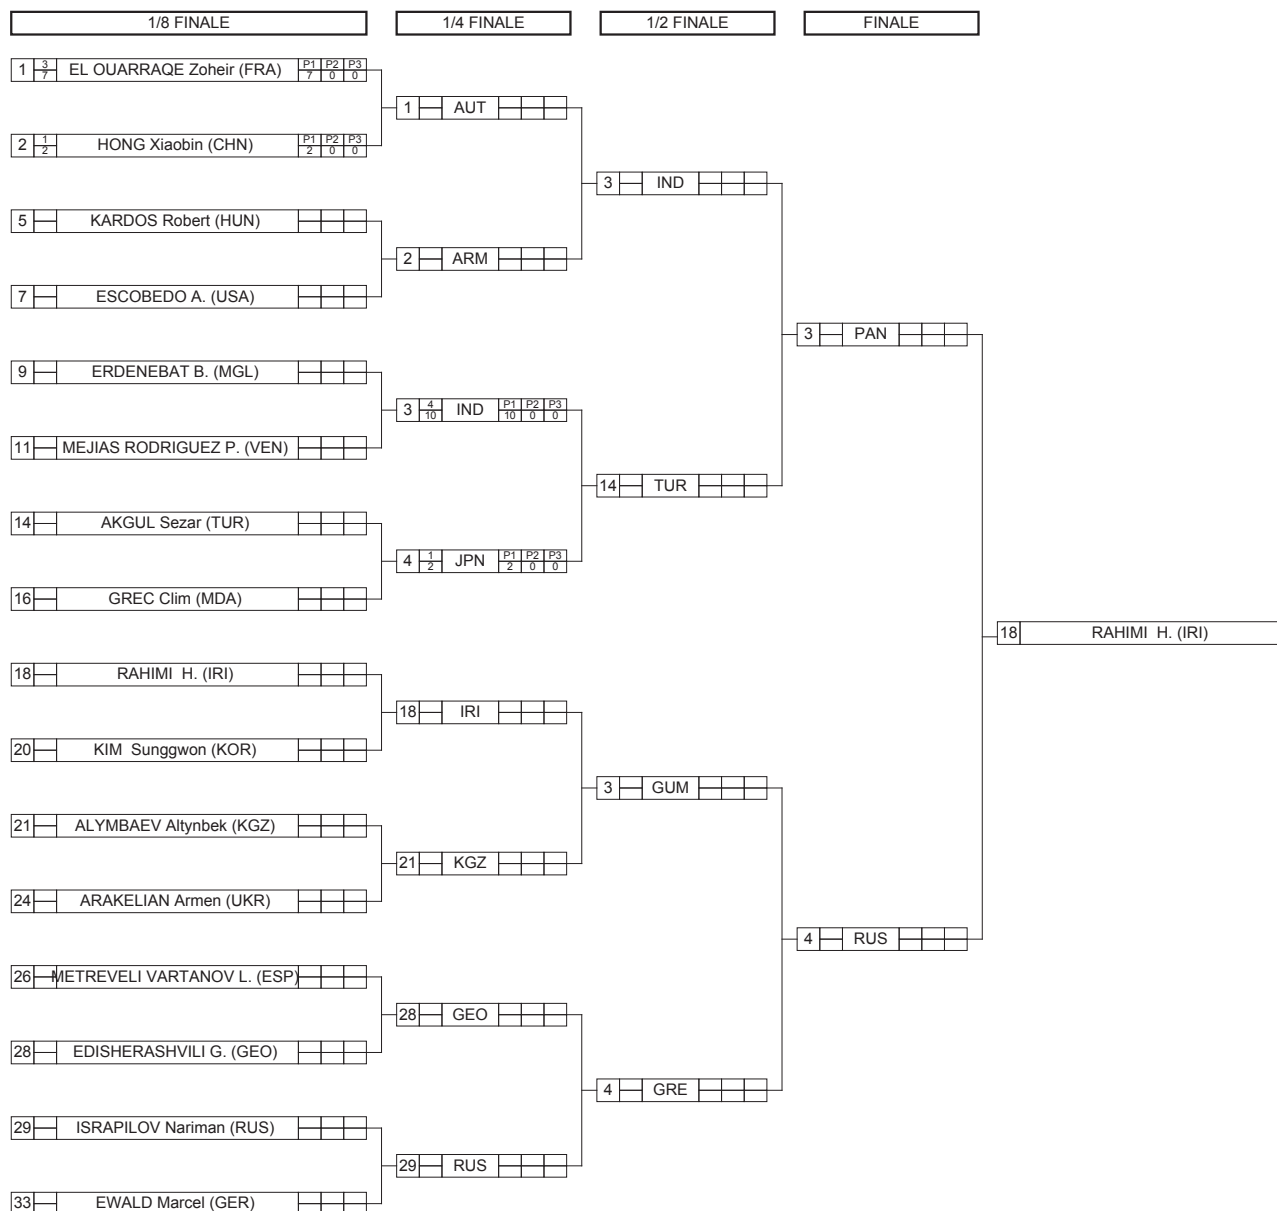 1/8 FINALE 1/4 FINALE 1/2 FINALE FINALE
1 3 7 EL OUARRAQE Zoheir (FRA) P1 P2 P3 7 0 0
1 AUT
2 1 2 HONG Xiaobin (CHN) P1 P2 P3 2 0 0
3 IND
5 KARDOS Robert (HUN)
2 ARM
7 ESCOBEDO A. (USA)
3 PAN
9 ERDENEBAT B. (MGL)
3 4 10 IND P1 P2 P3 10 0 0
11 MEJIAS RODRIGUEZ P. (VEN)
14 TUR
14 AKGUL Sezar (TUR)
4 1 2 JPN P1 P2 P3 2 0 0
16 GREC Clim (MDA)
18 RAHIMI H. (IRI)
18 RAHIMI H. (IRI)
18 IRI
20 KIM Sunggwon (KOR)
3 GUM
21 ALYMBAEV Altynbek (KGZ)
21 KGZ
24 ARAKELIAN Armen (UKR)
4 RUS
26 METREVELI VARTANOV L. (ESP)
28 GEO
28 EDISHERASHVILI G. (GEO)
4 GRE
29 ISRAPILOV Nariman (RUS)
29 RUS
33 EWALD Marcel (GER)